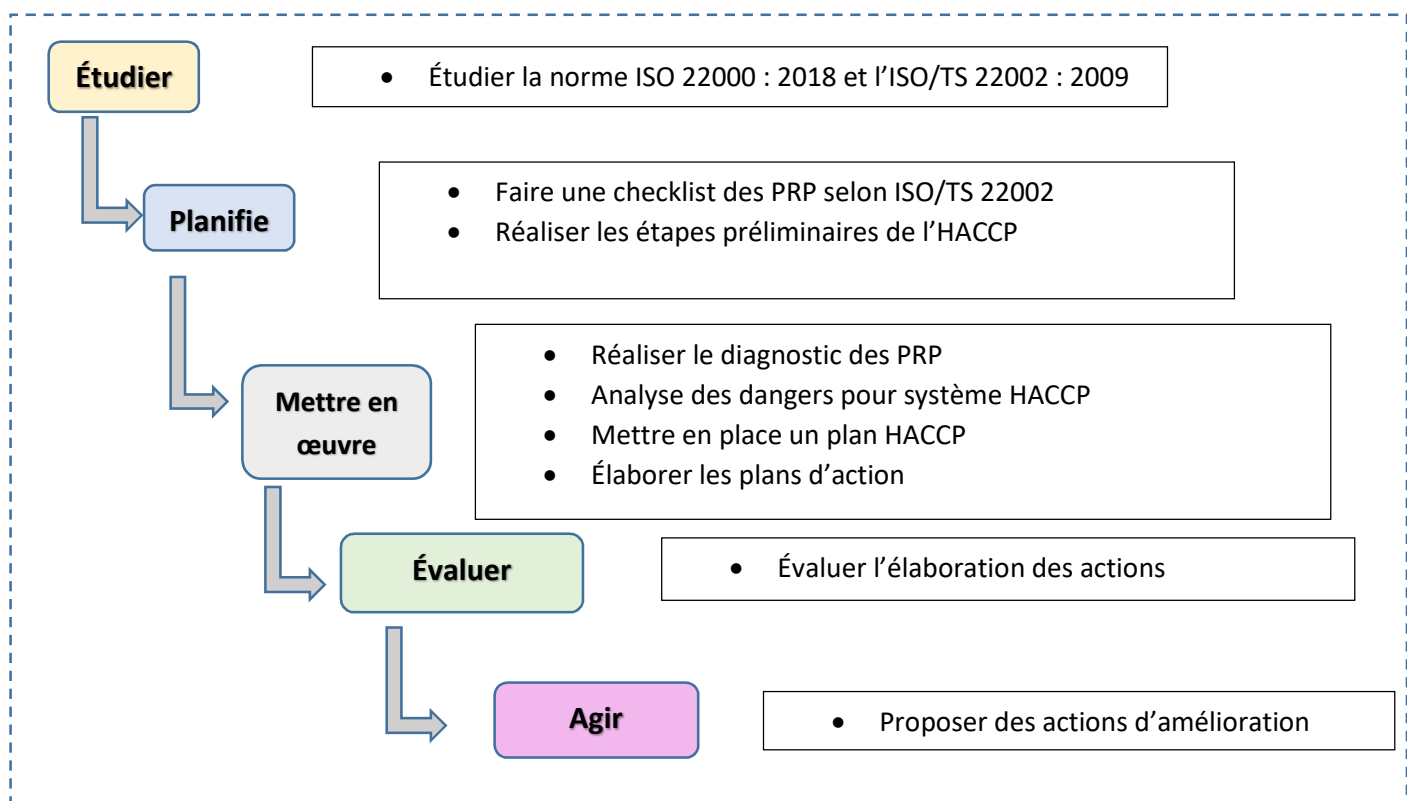 Étudier
• Étudier la norme ISO 22000 : 2018 et l’ISO/TS 22002 : 2009
Planifie
• Faire une checklist des PRP selon ISO/TS 22002
• Réaliser les étapes préliminaires de l’HACCP
Mettre en
œuvre
• Réaliser le diagnostic des PRP
• Analyse des dangers pour système HACCP
• Mettre en place un plan HACCP
• Élaborer les plans d’action
Évaluer
• Évaluer l’élaboration des actions
Agir
• Proposer des actions d’amélioration